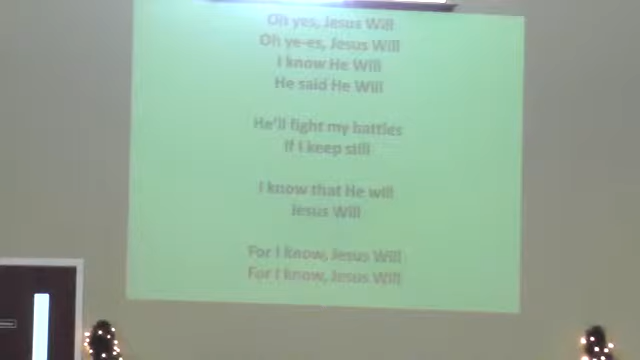 Oh yes, Jesus Will
Oh ye-es, Jesus Will
I know He Will
He said He Will
He'll fight my battles
If I keep still
I know that He will
Jesus Will
For I know, Jesus Will
For I know, Jesus Will